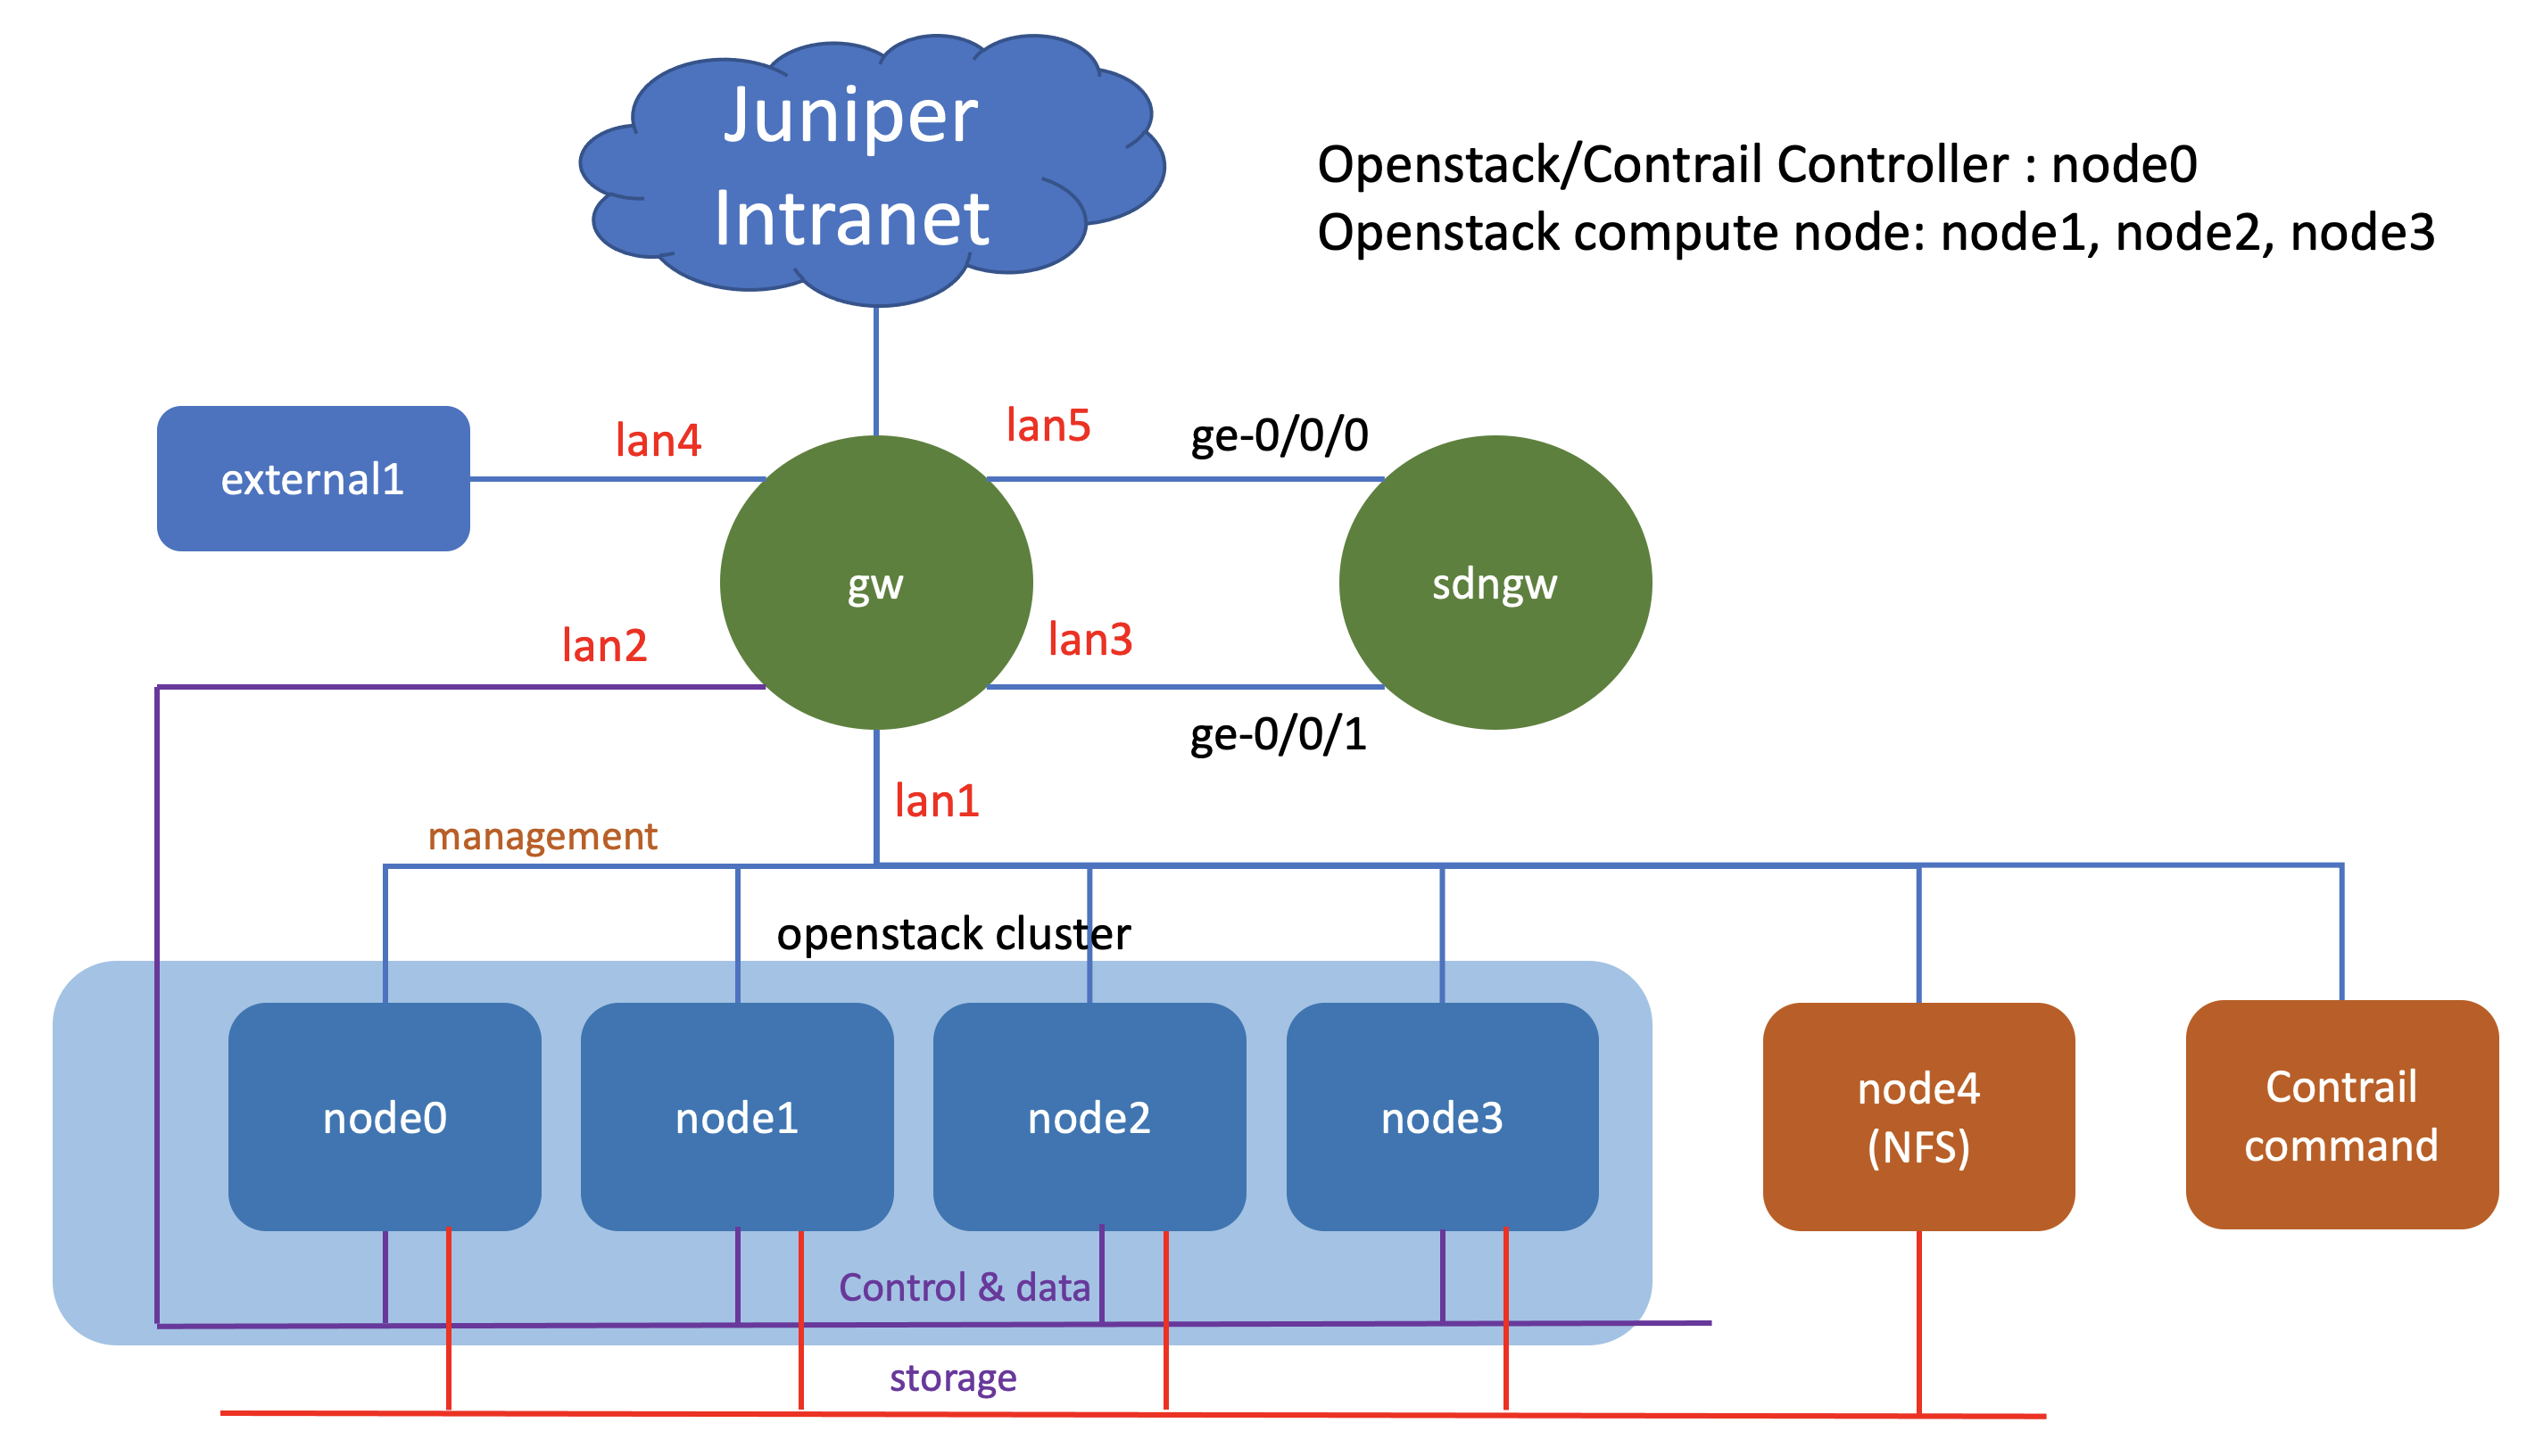 Juniper
Intranet
Openstack/Contrail Controller : node0
Openstack compute node: node1, node2, node3
external1
lan4
lan5
ge-0/0/0
gw
sdngw
lan2
lan3
ge-0/0/1
lan1
management
openstack cluster
node0
node1
node2
node3
node4
(NFS)
Contrail
command
Control & data
storage